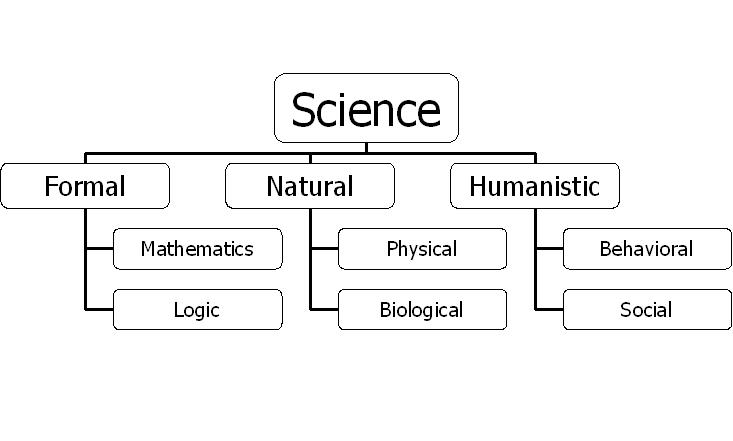 Science
Formal
Natural
Humanistic
Mathematics
Physical
Behavioral
Logic
Biological
Social